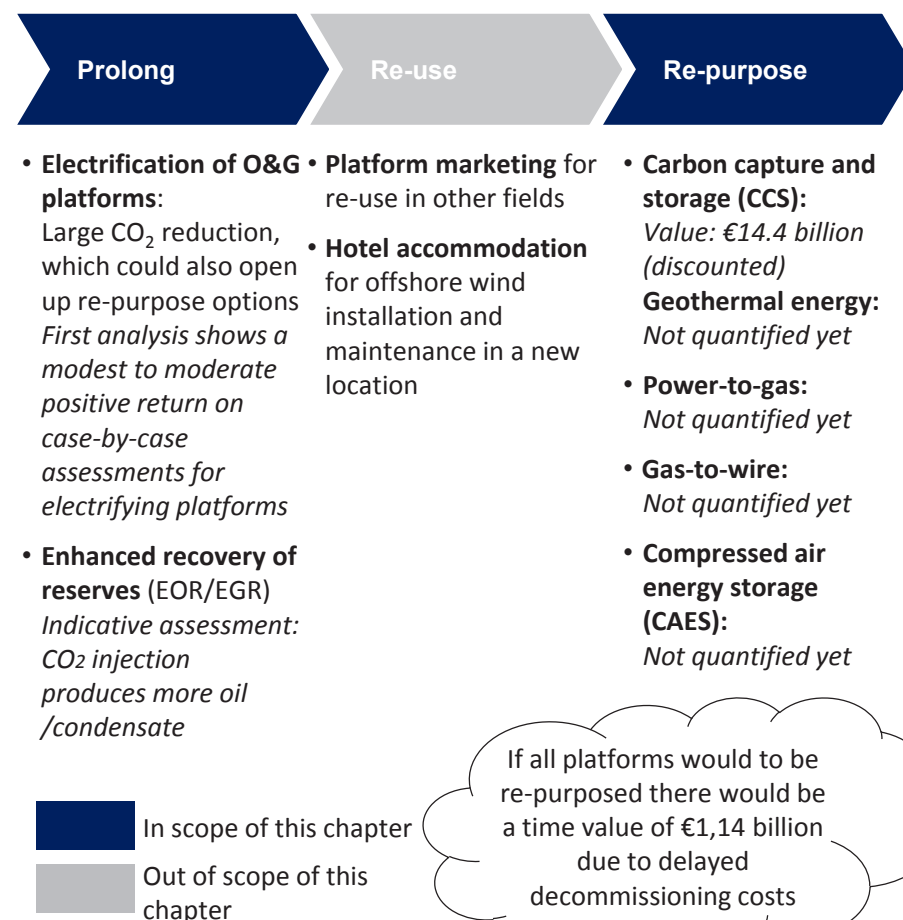 Prolong
Re-use
Re-purpose
• Electrification of O&G
platforms:
Large CO₂ reduction,
which could also open
up re-purpose options
First analysis shows a
modest to moderate
positive return on
case-by-case
assessments for
electrifying platforms
• Enhanced recovery of
reserves (EOR/EGR)
Indicative assessment:
CO2 injection
produces more oil
/condensate
• Platform marketing for
re-use in other fields
• Hotel accommodation
for offshore wind
installation and
maintenance in a new
location
• Carbon capture and
storage (CCS):
Value: €14.4 billion
(discounted)
Geothermal energy:
Not quantified yet
• Power-to-gas:
Not quantified yet
• Gas-to-wire:
Not quantified yet
• Compressed air
energy storage
(CAES):
Not quantified yet
If all platforms would to be
re-purposed there would be
a time value of €1,14 billion
due to delayed
decommissioning costs
In scope of this chapter
Out of scope of this
chapter